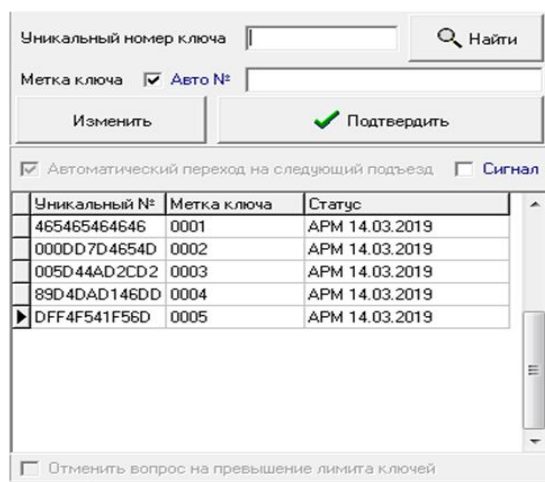 Уникальный номер ключа Найти
Метка ключа Авто №
Изменить Подтвердить
Автоматический переход на следующий подъезд Сигнал
Уникальный № Метка ключа Статус
465465464646 0001 АРМ 14.03.2019
000DD7D4654D 0002 АРМ 14.03.2019
005D44AD2CD2 0003 АРМ 14.03.2019
89D4DAD146DD 0004 АРМ 14.03.2019
DFF4F541F56D 0005 АРМ 14.03.2019
Отменить вопрос на превышение лимита ключей